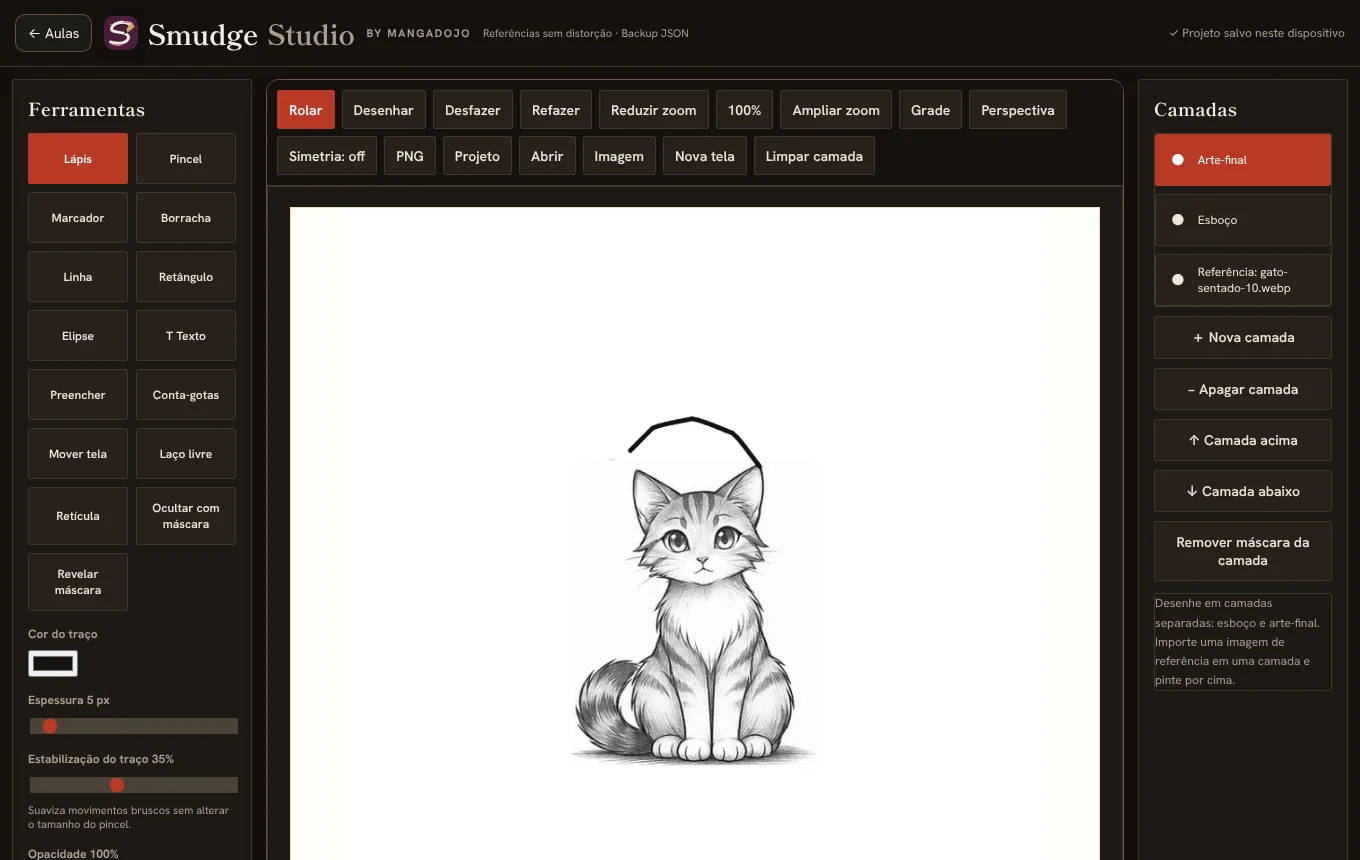 ← Aulas
Smudge Studio BY MANGADOJO Referências sem distorção · Backup JSON
✓ Projeto salvo neste dispositivo
Ferramentas
Lápis
Pincel
Marcador
Borracha
Linha
Retângulo
Elipse
T Texto
Preencher
Conta-gotas
Mover tela
Laço livre
Retícula
Ocultar com
máscara
Revelar
máscara
Cor do traço
Espessura 5 px
Estabilização do traço 35%
Suaviza movimentos bruscos sem alterar
o tamanho do pincel.
Opacidade 100%
Rolar
Desenhar
Desfazer
Refazer
Reduzir zoom
100%
Ampliar zoom
Grade
Perspectiva
Simetria: off
PNG
Projeto
Abrir
Imagem
Nova tela
Limpar camada
Camadas
Arte-final
Esboço
Referência: gato-
sentado-10.webp
+ Nova camada
− Apagar camada
↑ Camada acima
↓ Camada abaixo
Remover máscara da
camada
Desenhe em camadas
separadas: esboço e arte-final.
Importe uma imagem de
referência em uma camada e
pinte por cima.